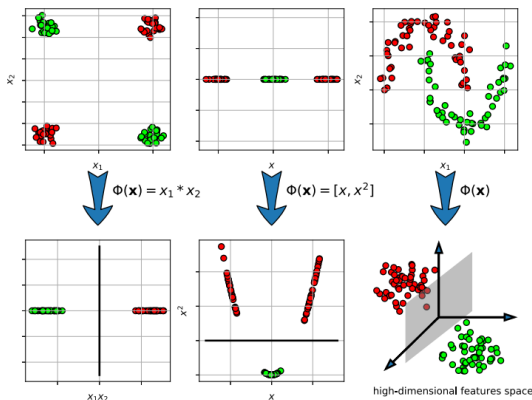 x₂
x₁
x
x₂
x₁
Φ(𝐱) = x₁ * x₂
Φ(𝐱) = [x, x²]
Φ(𝐱)
x₁x₂
x²
x
high-dimensional features space